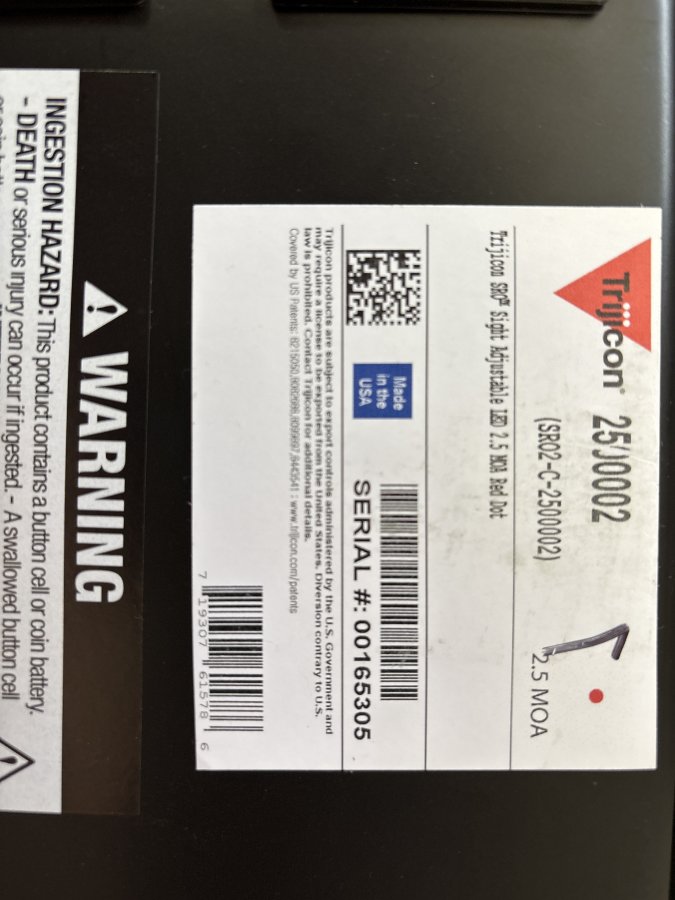 Trijicon® 25'J0002
(SRO2-C-2500002)
2.5 MOA
Trijicon SRO™ Sight Adjustable LED 2.5 MOA Red Dot
Made
in the
USA
SERIAL #: 00165305
Trijicon products are subject to export controls administered by the U.S. Government and
may require a license to be exported from the United States. Diversion contrary to U.S.
law is prohibited. Contact Trijicon for additional details.
Covered by US Patents: ; www.trijicon.com/patents
7 19307 61578 6
WARNING
INGESTION HAZARD: This product contains a button cell or coin battery.
- DEATH or serious injury can occur if ingested. - A swallowed button cell